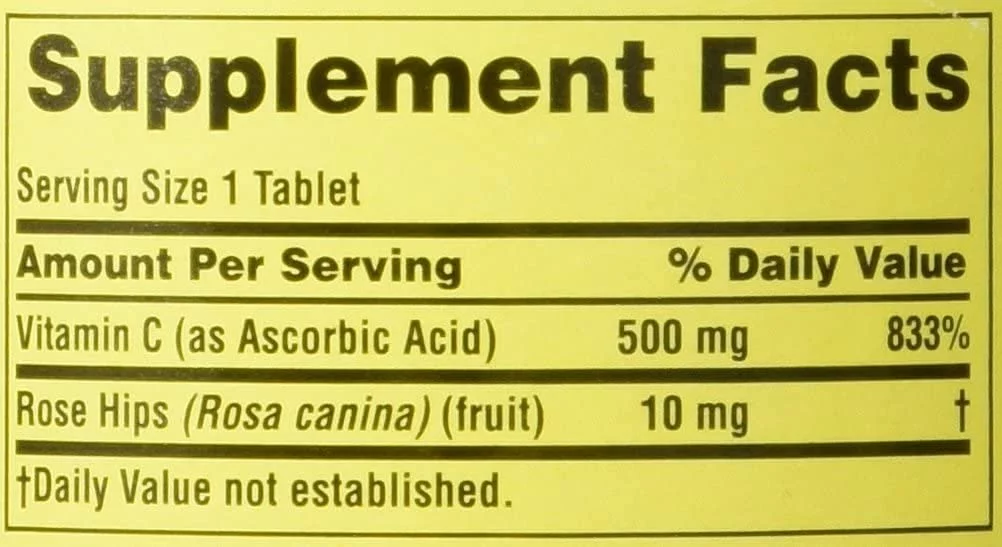 Supplement Facts
Serving Size 1 Tablet
Amount Per Serving % Daily Value
Vitamin C (as Ascorbic Acid) 500 mg 833%
Rose Hips (Rosa canina) (fruit) 10 mg †
†Daily Value not established.